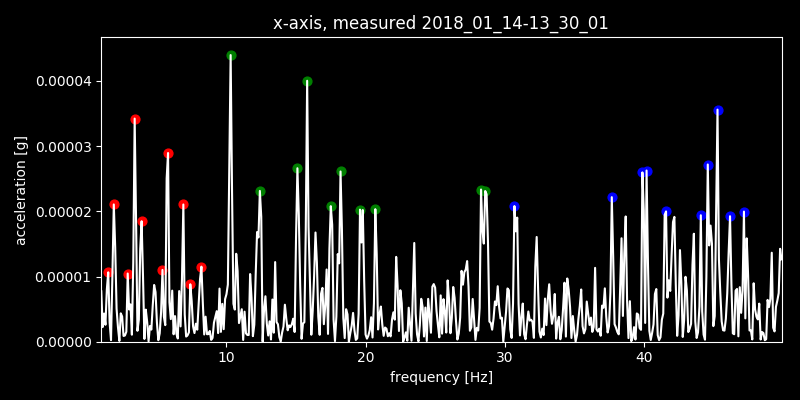 x-axis, measured 2018_01_14-13_30_01
0.00004
0.00003
0.00002
0.00001
0.00000
acceleration [g]
10 20 30 40
frequency [Hz]